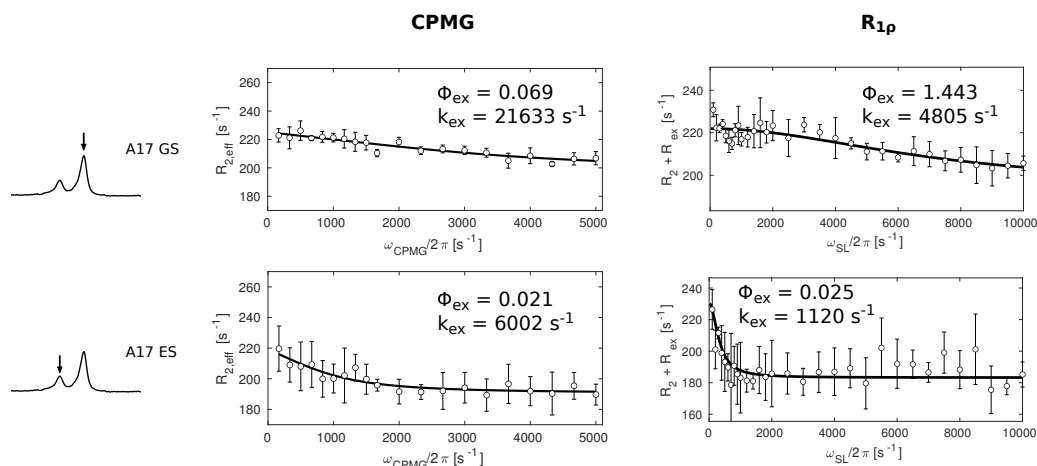 CPMG
R1ρ
A17 GS
Φex = 0.069
kex = 21633 s-1
R2,eff [s-1]
260
240
220
200
180
0 1000 2000 3000 4000 5000
ωCPMG/2 π [s-1]
Φex = 1.443
kex = 4805 s-1
R2 + Rex [s-1]
260
240
220
200
0 2000 4000 6000 8000 10000
ωSL/2π [s-1]
A17 ES
Φex = 0.021
kex = 6002 s-1
R2,eff [s-1]
260
240
220
200
190
0 1000 2000 3000 4000 5000
ωCPMG/2 π [s-1]
Φex = 0.025
kex = 1120 s-1
R2 + Rex [s-1]
240
220
200
180
160
0 2000 4000 6000 8000 10000
ωSL/2π [s-1]